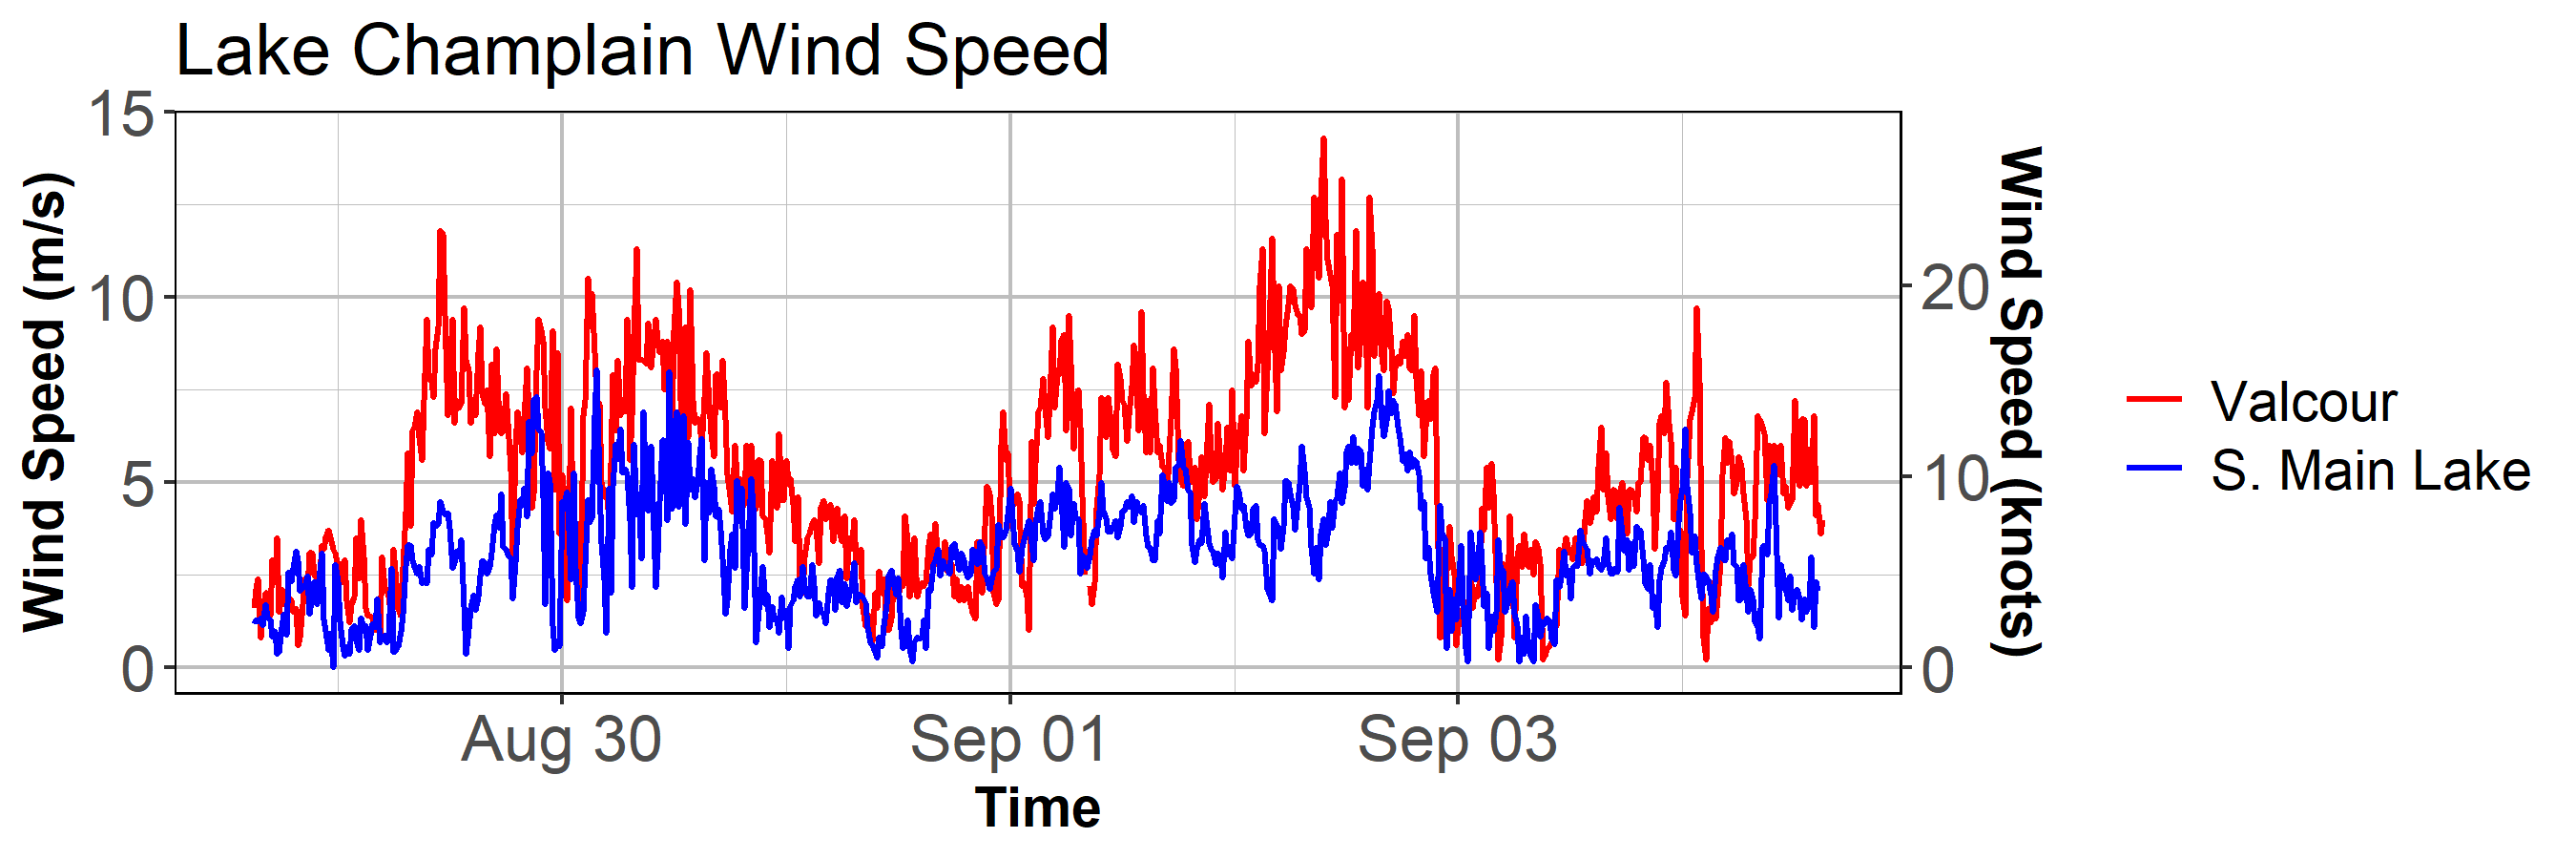 Lake Champlain Wind Speed
Wind Speed (m/s)
15
10
5
0
Aug 30
Sep 01
Sep 03
Time
20
10
0
Wind Speed (knots)
Valcour
S. Main Lake